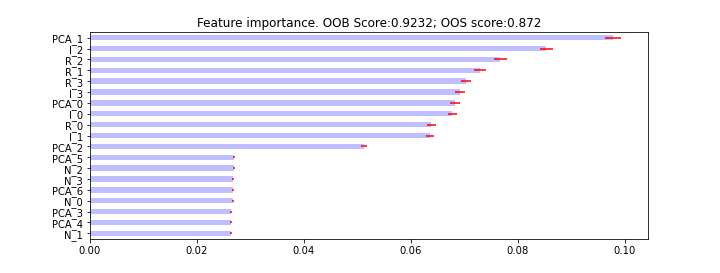 Feature importance. OOB Score:0.9232; OOS score:0.872
PCA_1
I_2
R_2
R_1
R_3
I_3
PCA_0
I_0
R_0
I_1
PCA_2
PCA_5
N_2
N_3
PCA_6
N_0
PCA_3
PCA_4
N_1
0.00 0.02 0.04 0.06 0.08 0.10